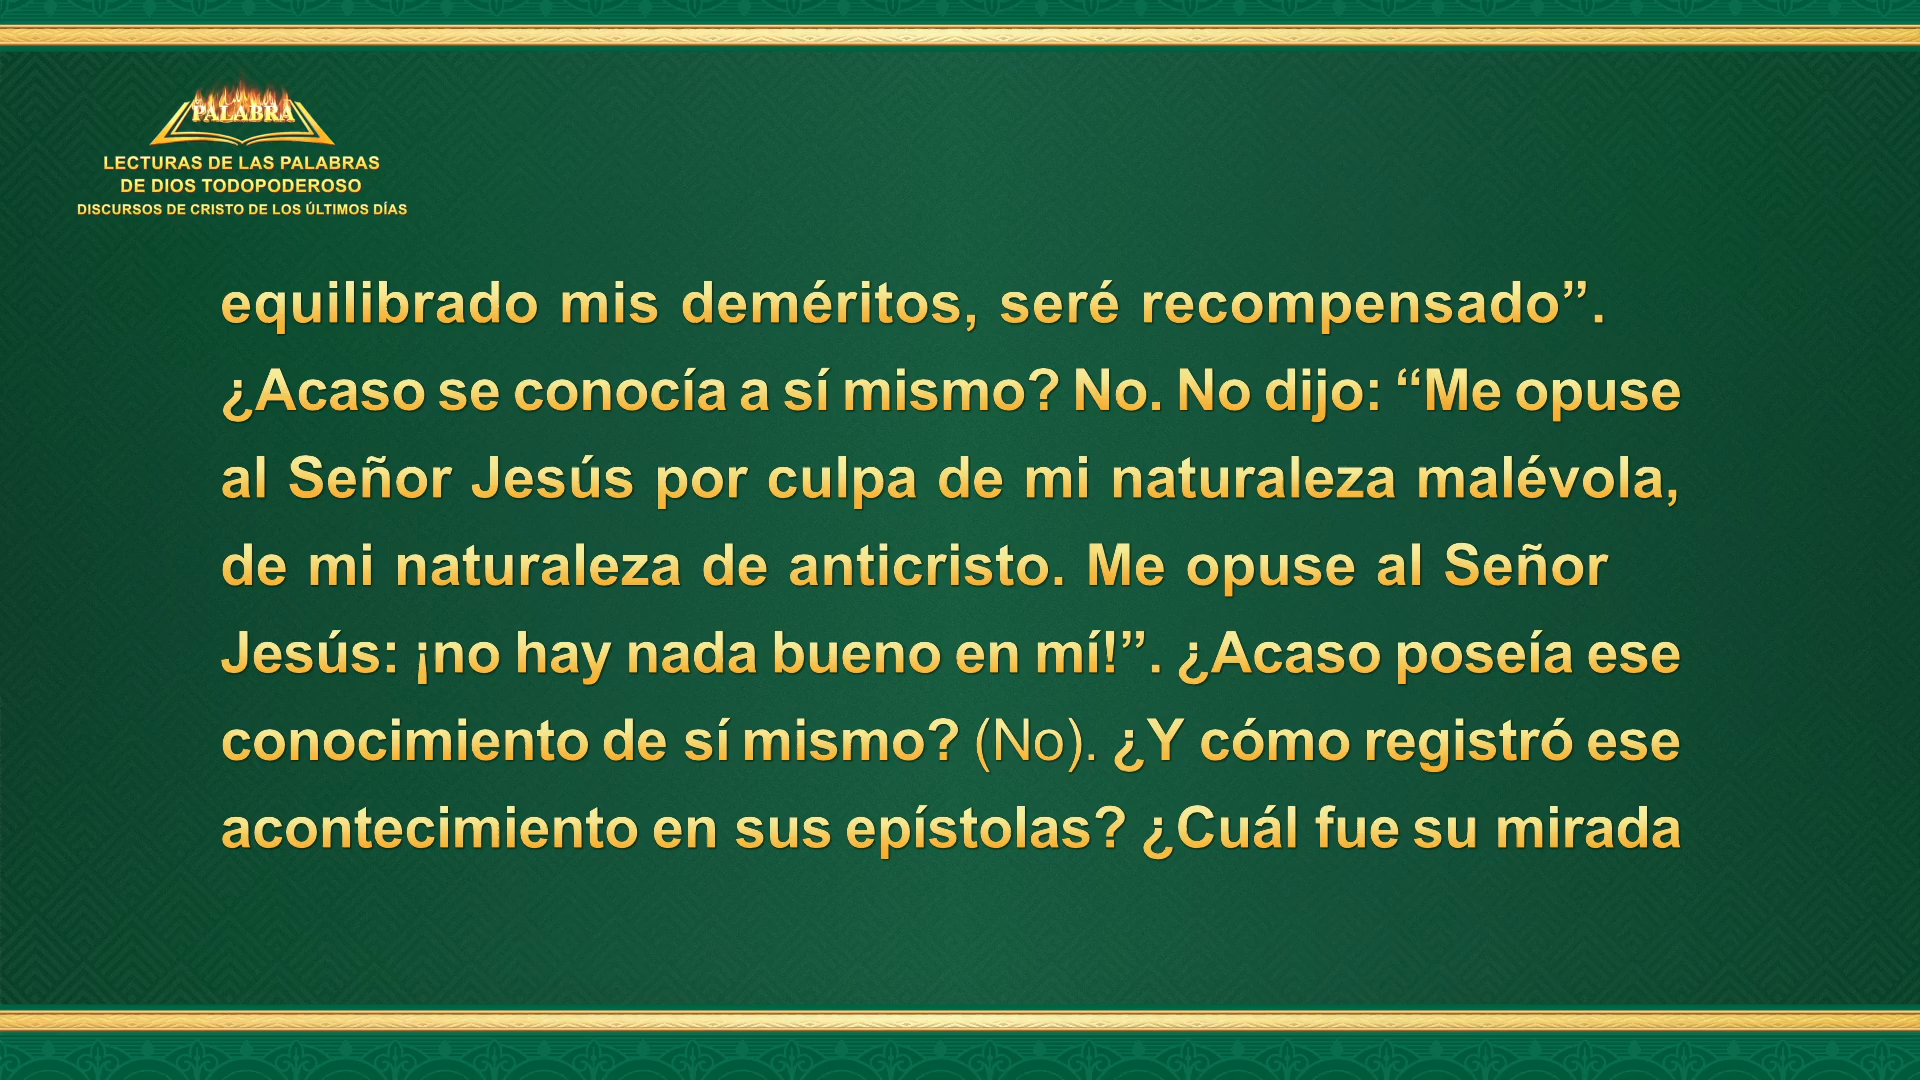 PALABRA
LECTURAS DE LAS PALABRAS
DE DIOS TODOPODEROSO
DISCURSOS DE CRISTO DE LOS ÚLTIMOS DÍAS
equilibrado mis deméritos, seré recompensado”.
¿Acaso se conocía a sí mismo? No. No dijo: “Me opuse
al Señor Jesús por culpa de mi naturaleza malévola,
de mi naturaleza de anticristo. Me opuse al Señor
Jesús: ¡no hay nada bueno en mí!”. ¿Acaso poseía ese
conocimiento de sí mismo? (No). ¿Y cómo registró ese
acontecimiento en sus epístolas? ¿Cuál fue su mirada